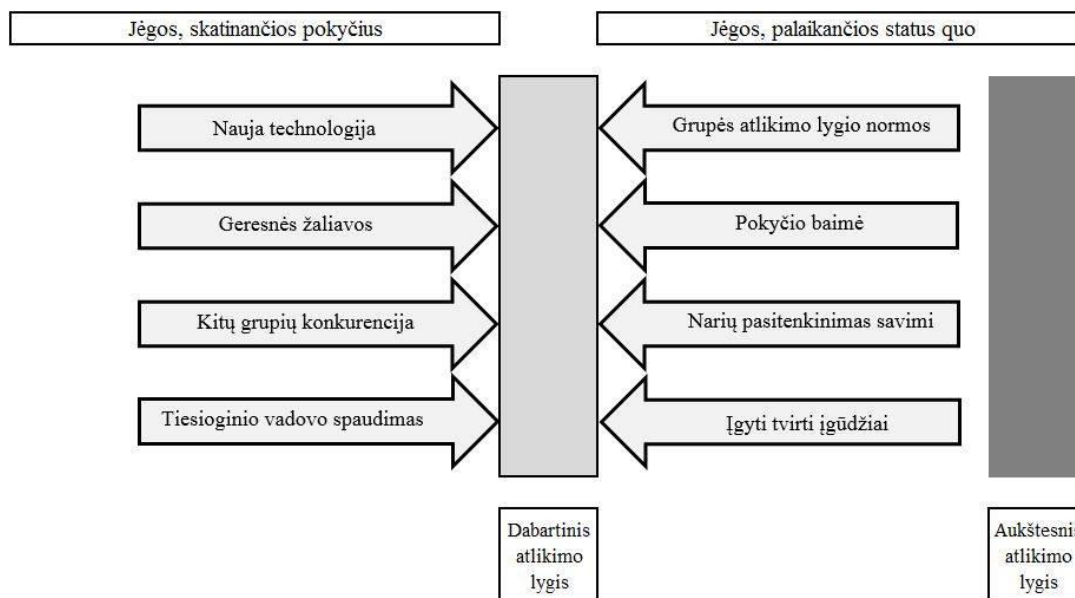 Jėgos, skatinančios pokyčius
Jėgos, palaikančios status quo
Nauja technologija
Grupės atlikimo lygio normos
Geresnės žaliavos
Pokyčio baimė
Kitų grupių konkurencija
Narių pasitenkinimas savimi
Tiesioginio vadovo spaudimas
Įgyti tvirti įgūdžiai
Dabartinis
atlikimo
lygis
Aukštesnis
atlikimo
lygis